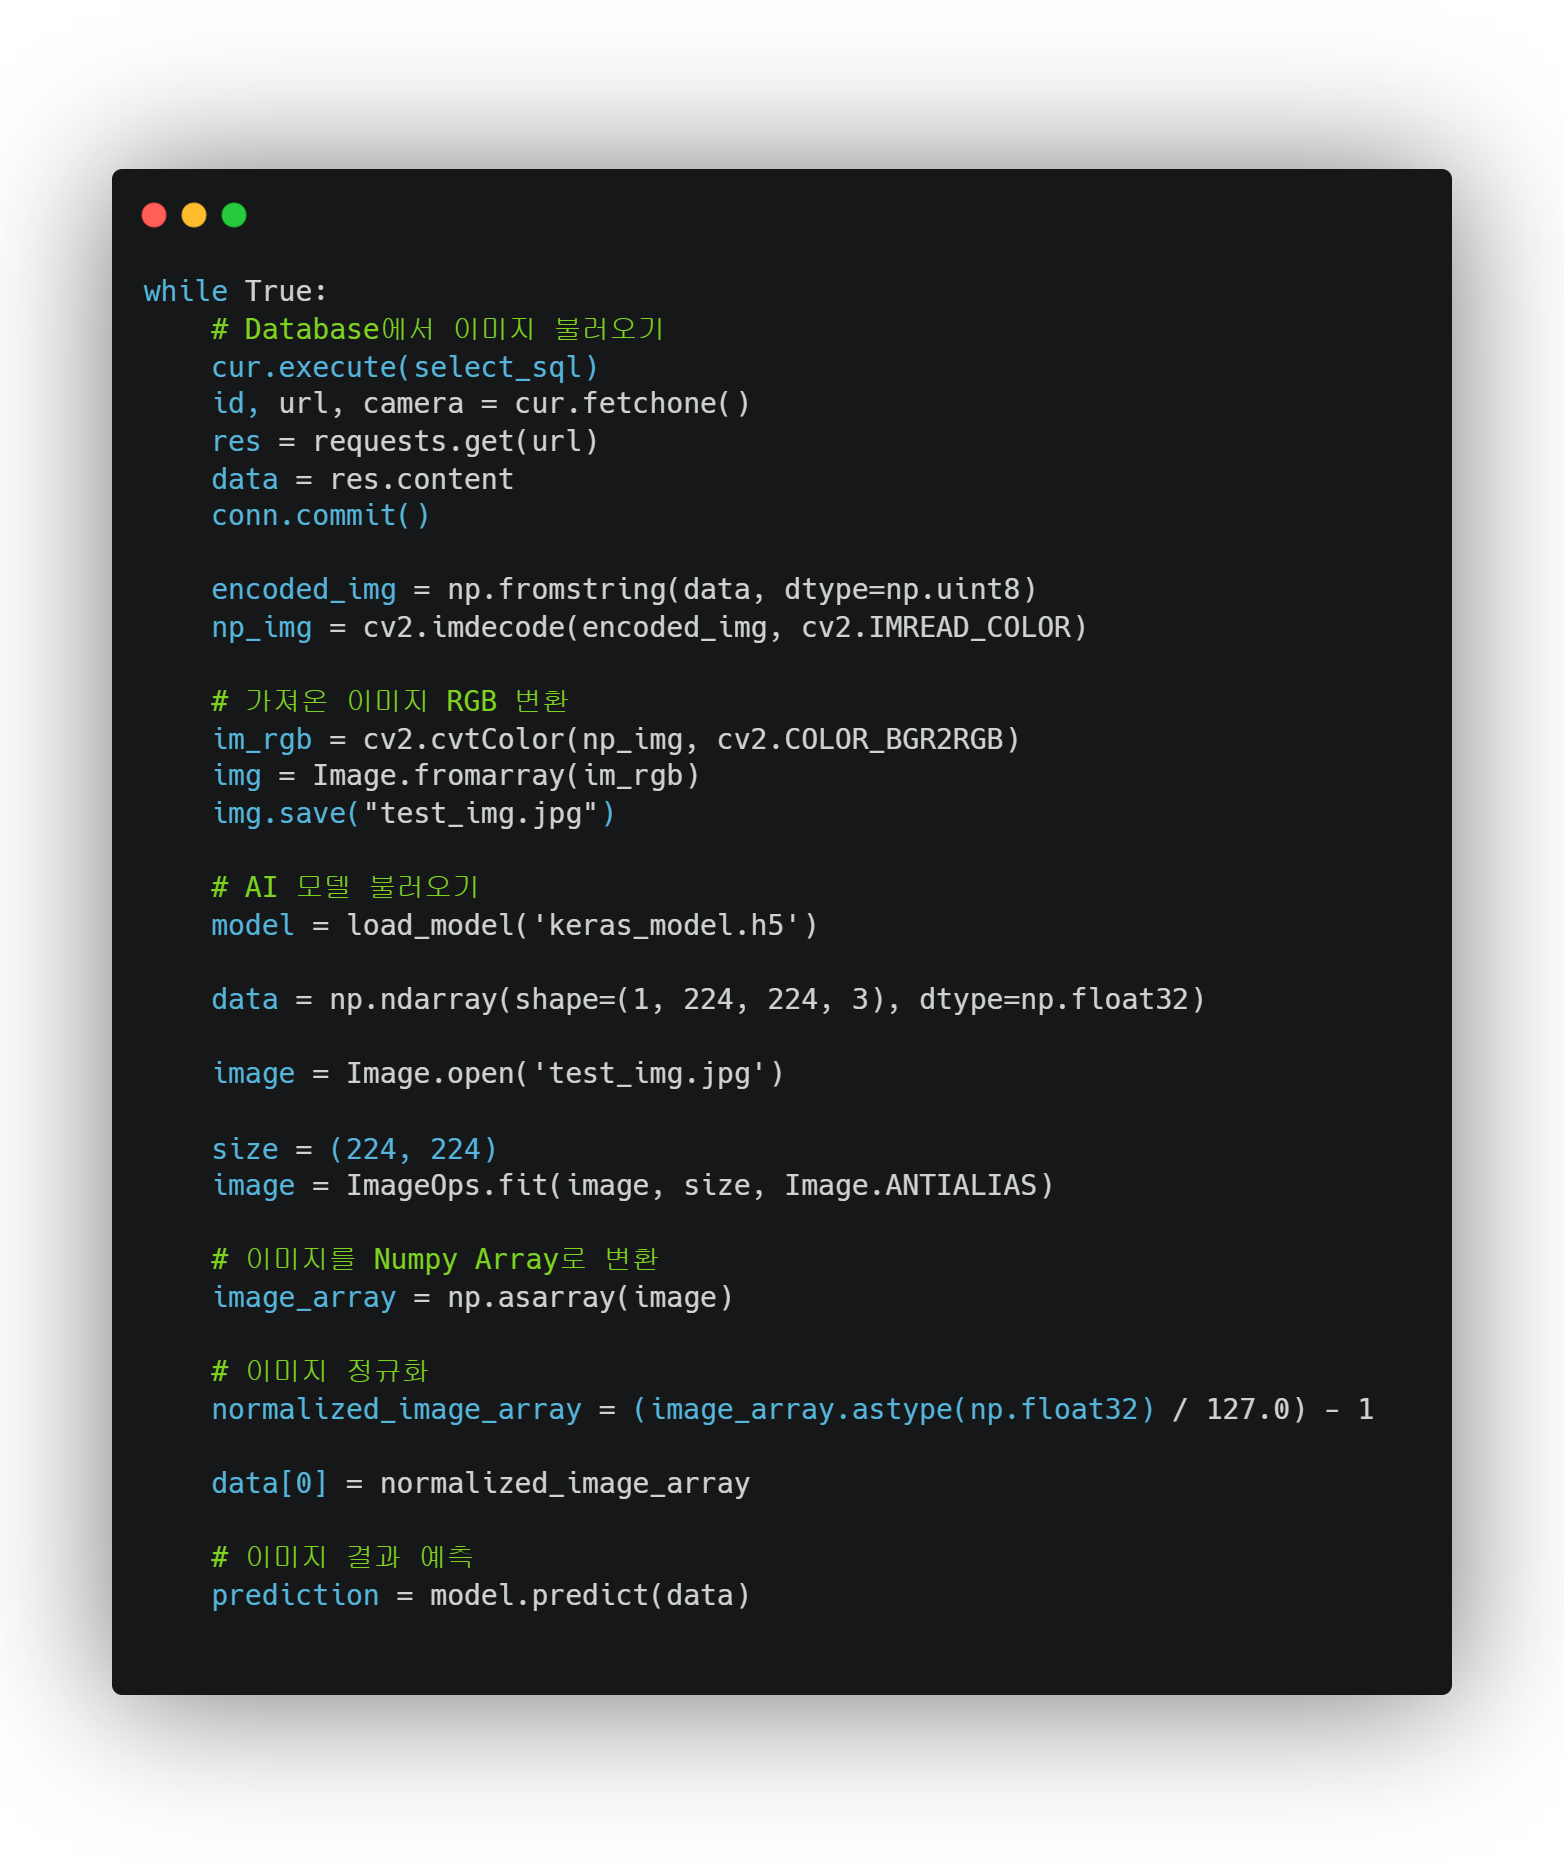 while True:
    # Database에서 이미지 불러오기
    cur.execute(select_sql)
    id, url, camera = cur.fetchone()
    res = requests.get(url)
    data = res.content
    conn.commit()

    encoded_img = np.fromstring(data, dtype=np.uint8)
    np_img = cv2.imdecode(encoded_img, cv2.IMREAD_COLOR)

    # 가져온 이미지 RGB 변환
    im_rgb = cv2.cvtColor(np_img, cv2.COLOR_BGR2RGB)
    img = Image.fromarray(im_rgb)
    img.save("test_img.jpg")

    # AI 모델 불러오기
    model = load_model('keras_model.h5')

    data = np.ndarray(shape=(1, 224, 224, 3), dtype=np.float32)

    image = Image.open('test_img.jpg')

    size = (224, 224)
    image = ImageOps.fit(image, size, Image.ANTIALIAS)

    # 이미지를 Numpy Array로 변환
    image_array = np.asarray(image)

    # 이미지 정규화
    normalized_image_array = (image_array.astype(np.float32) / 127.0) - 1

    data[0] = normalized_image_array

    # 이미지 결과 예측
    prediction = model.predict(data)